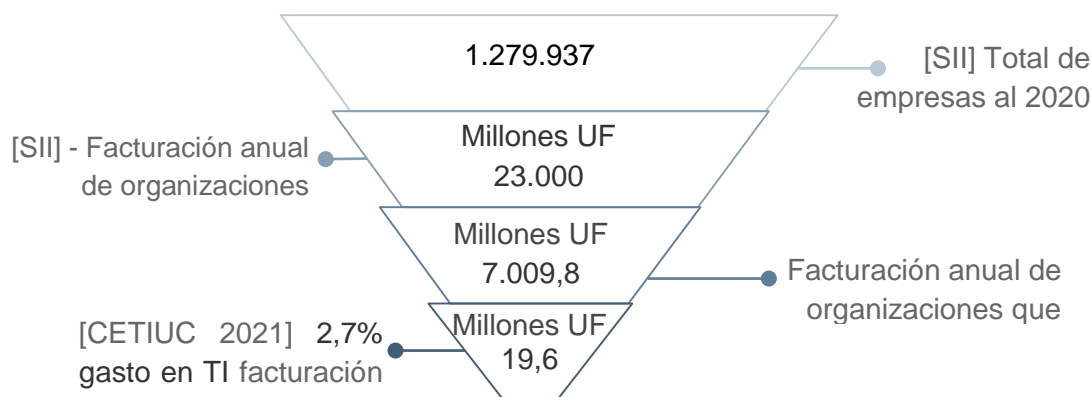 1.279.937
[SII] Total de
empresas al 2020
Millones UF
23.000
[SII] - Facturación anual
de organizaciones
Millones UF
7.009,8
Facturación anual de
organizaciones que
Millones UF
19,6
[CETIUC 2021] 2,7%
gasto en TI facturación